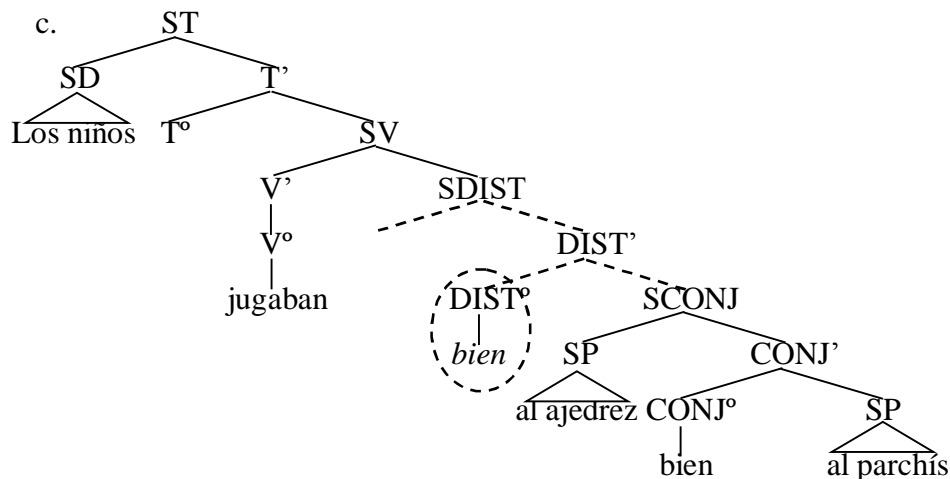 c. ST
SD T’
Los niños Tº SV
V’ SDIST
Vº DIST’
jugaban DISTº SCONJ
bien SP CONJ’
al ajedrez CONJº SP
bien al parchís